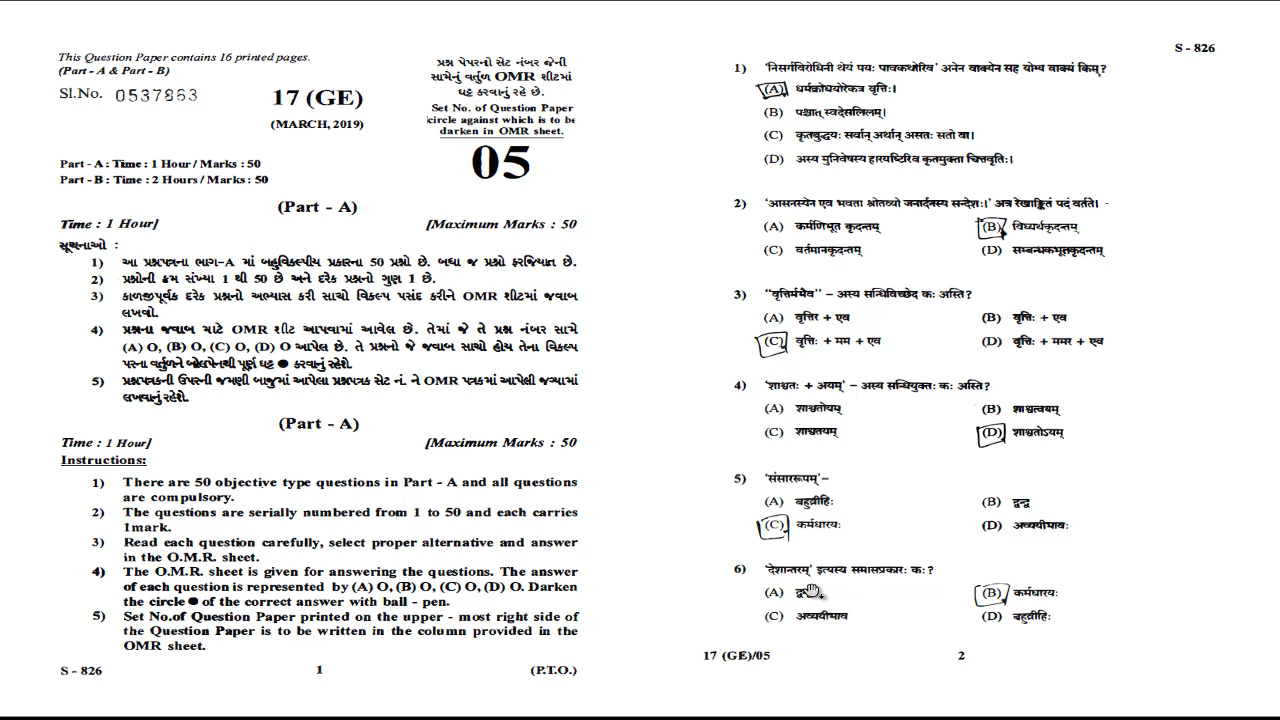 This Question Paper contains 16 printed pages.
(Part - A & Part - B)
Sl.No. 0537863
17 (GE)
(MARCH, 2019)
પ્રશ્ન પેપરનો સેટ નંબર જેની
સામેનું વર્તુળ OMR શીટમાં
ઘટ્ટ કરવાનું રહે છે.
Set No. of Question Paper
circle against which is to be
darken in OMR sheet.
05
Part - A : Time : 1 Hour / Marks : 50
Part - B : Time : 2 Hours / Marks : 50
(Part - A)
Time : 1 Hour] [Maximum Marks : 50
સૂચનાઓ :
1) આ પ્રશ્નપત્રના ભાગ-A માં બહુવિકલ્પીય પ્રકારના 50 પ્રશ્નો છે. બધા જ પ્રશ્નો ફરજિયાત છે.
2) પ્રશ્નોની ક્રમ સંખ્યા 1 થી 50 છે અને દરેક પ્રશ્નનો ગુણ 1 છે.
3) કાળજીપૂર્વક દરેક પ્રશ્નનો અભ્યાસ કરી સાચો વિકલ્પ પસંદ કરીને OMR શીટમાં જવાબ
લખવો.
4) પ્રશ્નના જવાબ માટે OMR શીટ આપવામાં આવેલ છે. તેમાં જે તે પ્રશ્ન નંબર સામે
(A) O, (B) O, (C) O, (D) O આપેલ છે. તે પ્રશ્નનો જે જવાબ સાચો હોય તેના વિકલ્પ
પરના વર્તુળને બોલપેનથી પૂર્ણ ઘટ્ટ ● કરવાનું રહેશે.
5) પ્રશ્નપત્રકની ઉપરની જમણી બાજુમાં આપેલા પ્રશ્નપત્રક સેટ નં. ને OMR પત્રકમાં આપેલી જગ્યામાં
લખવાનું રહેશે.
(Part - A)
Time : 1 Hour] [Maximum Marks : 50
Instructions:
1) There are 50 objective type questions in Part - A and all questions
are compulsory.
2) The questions are serially numbered from 1 to 50 and each carries
1mark.
3) Read each question carefully, select proper alternative and answer
in the O.M.R. sheet.
4) The O.M.R. sheet is given for answering the questions. The answer
of each question is represented by (A) O, (B) O, (C) O, (D) O. Darken
the circle ● of the correct answer with ball - pen.
5) Set No.of Question Paper printed on the upper - most right side of
the Question Paper is to be written in the column provided in the
OMR sheet.
S - 826 1 (P.T.O.)
S - 826
1) 'निसर्गविरोधिनी थेयं पयः पावकथोरिव' अनेन वाक्येन सह योग्यं वाक्यं किम्?
(A) धर्मक्रोधयोरेकत्र वृत्तिः।
(B) पश्चात् स्वदेसलिलम्।
(C) कृतबुद्धयः सर्वान् अर्थान् असतः सतो वा।
(D) अस्य मुनिवेषस्य हारयष्टिरिव कृतमुक्ता चित्तवृतिः।
2) 'आसनस्थेन एव भवता श्रोतव्यो जनार्दनस्य सन्देशः।' अत्र रेखाङ्कितं पदं वर्तते।
(A) कर्मणिभूत कृदन्तम् (B) विध्यर्थकृदन्तम्
(C) वर्तमानकृदन्तम् (D) सम्बन्धकभूतकृदन्तम्
3) "वृत्तिर्ममैव" – अस्य सन्धिविच्छेद कः अस्ति?
(A) वृत्तिर + एव (B) वृत्तिः + एव
(C) वृत्तिः + मम + एव (D) वृत्तिः + ममर + एव
4) 'शाश्वतः + अयम्' – अस्य सन्धियुक्तः कः अस्ति?
(A) शाश्वतोयम् (B) शाश्वत्वयम्
(C) शाश्वतयम् (D) शाश्वतोऽयम्
5) 'संसाररूपम्' –
(A) बहुव्रीहिः (B) द्वन्द्व
(C) कर्मधारयः (D) अव्ययीभावः
6) 'देशान्तरम्' इत्यस्य समासप्रकारः कः?
(A) (B) कर्मधारयः
(C) अव्ययीभाव (D) बहुव्रीहिः
17 (GE)/05 2